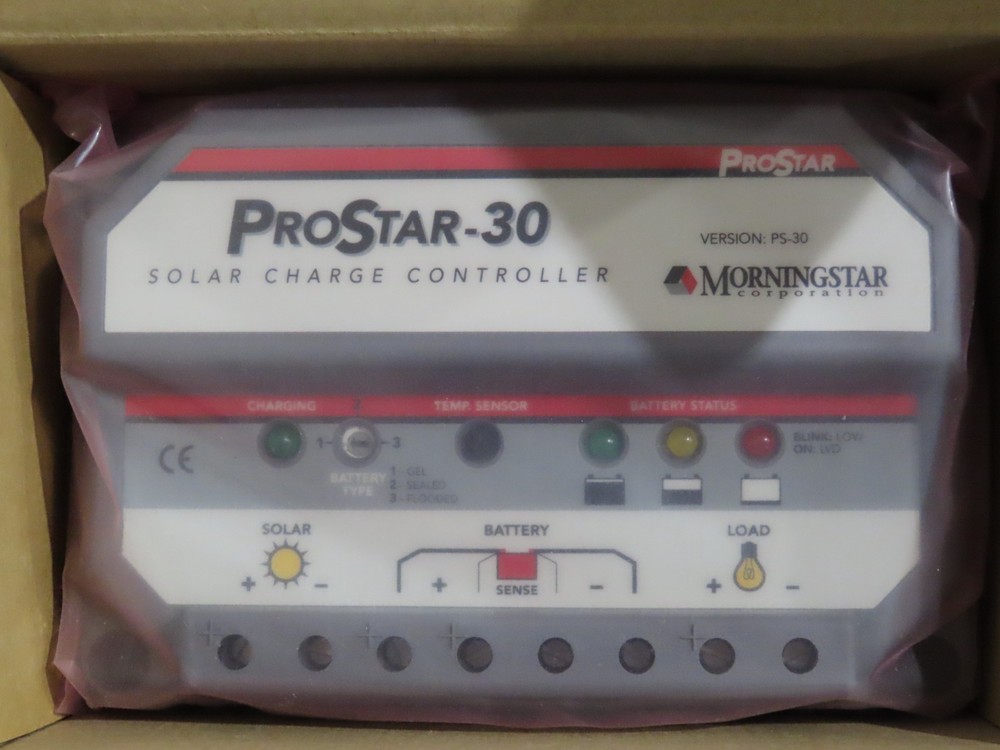 PROSTAR
PROSTAR-30
VERSION: PS-30
SOLAR CHARGE CONTROLLER
MORNINGSTAR
corporation
CHARGING 2 TEMP. SENSOR BATTERY STATUS
1 3
BLINK: LOW
ON: LVD
CE
BATTERY
TYPE
1 - GEL
2 - SEALED
3 - FLOODED
SOLAR BATTERY LOAD
+ - + SENSE - + -
+ + + +